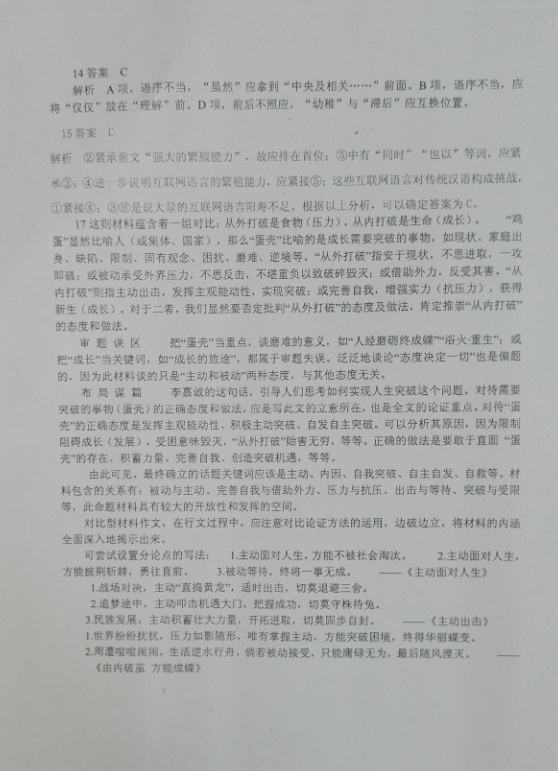 14答案　C
解析　A 项，语序不当，“虽然”应拿到“中央及相关……”前面。B 项，语序不当，应
将“仅仅”放在“理解”前。D 项，前后不照应，“幼稚”与“滞后”应互换位置。
15答案　C
解析　②紧承前文“强大的繁殖能力”，故应排在首位；⑤中有“同时”“也以”等词，应紧
承②；④进一步说明互联网语言的繁殖能力，应紧接⑤；这些互联网语言对传统汉语构成挑战，
①紧接④；③⑥是说大量的互联网语言阳寿不足。根据以上分析，可以确定答案为 C。
17 这则材料蕴含着一组对比：从外打破是食物（压力），从内打破是生命（成长）。　“鸡
蛋”显然比喻人（或集体、国家），那么“蛋壳”比喻的是成长需要突破的事物，如现状、家庭出
身、缺陷、限制、固有观念、困扰、磨难、逆境等。“从外打破”指安于现状，不思进取，一攻
即破；或被动承受外界压力，不思反击，不堪重负以致破碎毁灭；或借助外力，反受其害。“从
内打破”则指主动出击，发挥主观能动性，实现突破；或完善自我，增强实力（抗压力），获得
新生（成长）。对于二者，我们显然要否定批判“从外打破”的态度及做法，肯定推崇“从内打破”
的态度和做法。
审 题 误 区　　把“蛋壳”当重点，谈磨难的意义，如“人经磨砺终成蝶”“浴火·重生”；或
把“成长”当关键词，如“成长的旅途”，都属于审题失误。泛泛地谈论“态度决定一切”也是偏题
的，因为此材料谈的只是“主动和被动”两种态度，与其他态度无关。
布 局 谋 篇　　李嘉诚的这句话，引导人们思考如何实现人生突破这个问题。对待需要
突破的事物（蛋壳）的正确态度和做法，应是写此文的立意所在，也是全文的论证重点。对待“蛋
壳”的正确态度是发挥主观能动性、积极主动突破、自发自主突破，可以分析其原因，因为限制
阻碍成长（发展），受困意味毁灭，“从外打破”贻害无穷，等等。正确的做法是要敢于直面 “蛋
壳”的存在、积蓄力量、完善自我、创造突破机遇，等等。
由此可见，最终确立的话题关键词应该是主动、内因、自我突破、自主自发、自救等。材
料包含的关系有：被动与主动、完善自我与借助外力、压力与抗压、出击与等待、突破与受限
等，此命题材料具有较大的开放性和发挥的空间。
对比型材料作文，在行文过程中，应注意对比论证方法的运用，边破边立，将材料的内涵
全面深入地揭示出来。
可尝试设置分论点的写法：　1.主动面对人生，方能不被社会淘汰。　2.主动面对人生，
方能披荆斩棘，勇往直前。　3.被动等待，终将一事无成。　——《主动面对人生》
1.战场对决，主动“直捣黄龙”，适时出击，切莫退避三舍。
2.追梦途中，主动叩击机遇大门，把握成功，切莫守株待兔。
3.民族发展，主动积蓄壮大力量，开拓进取，切莫固步自封。　——《主动出击》
1.世界纷纷扰扰，压力如影随形，唯有掌握主动，方能突破困境，终得华丽蝶变。
2.周遭喧喧闹闹，生活逆水行舟，倘若被动接受，只能庸碌无为，最后随风湮灭。　——
《由内破茧 方能成蝶》